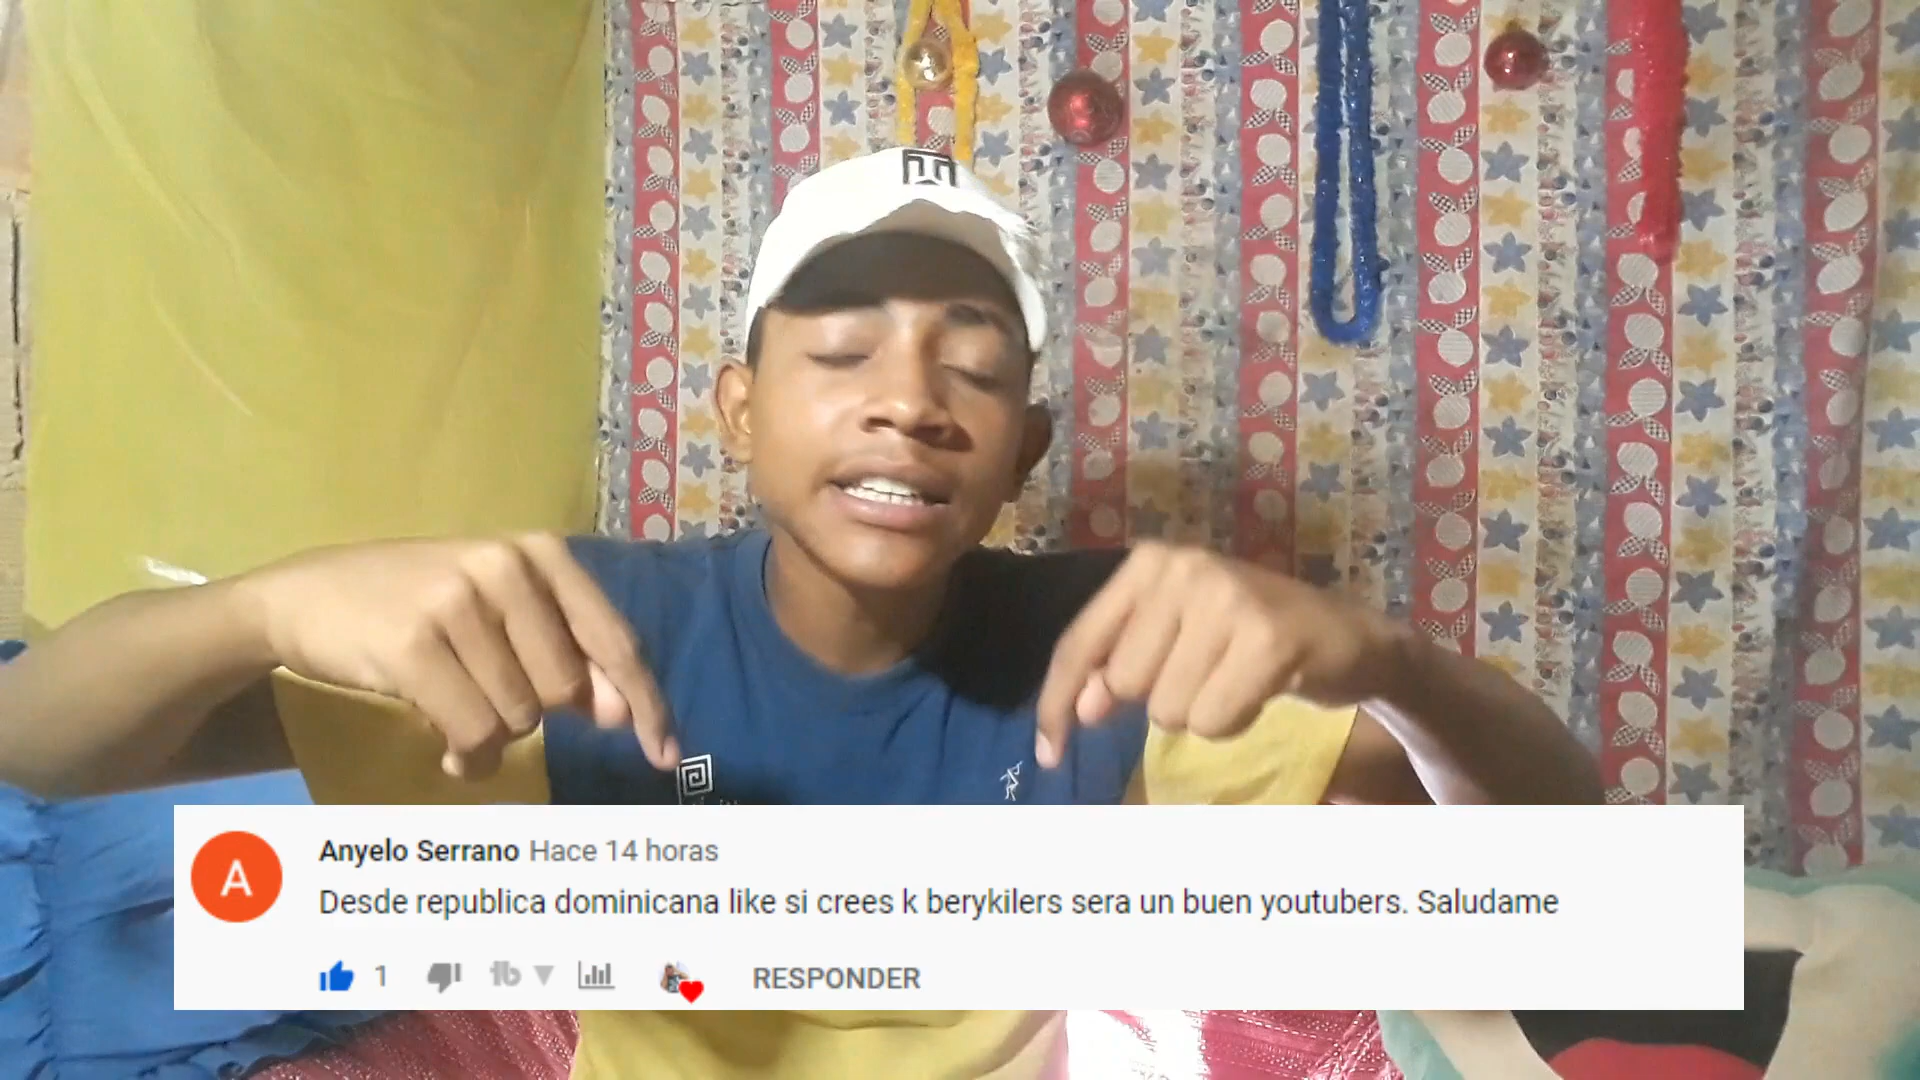 A
Anyelo Serrano Hace 14 horas
Desde republica dominicana like si crees k berykilers sera un buen youtubers. Saludame
1
RESPONDER